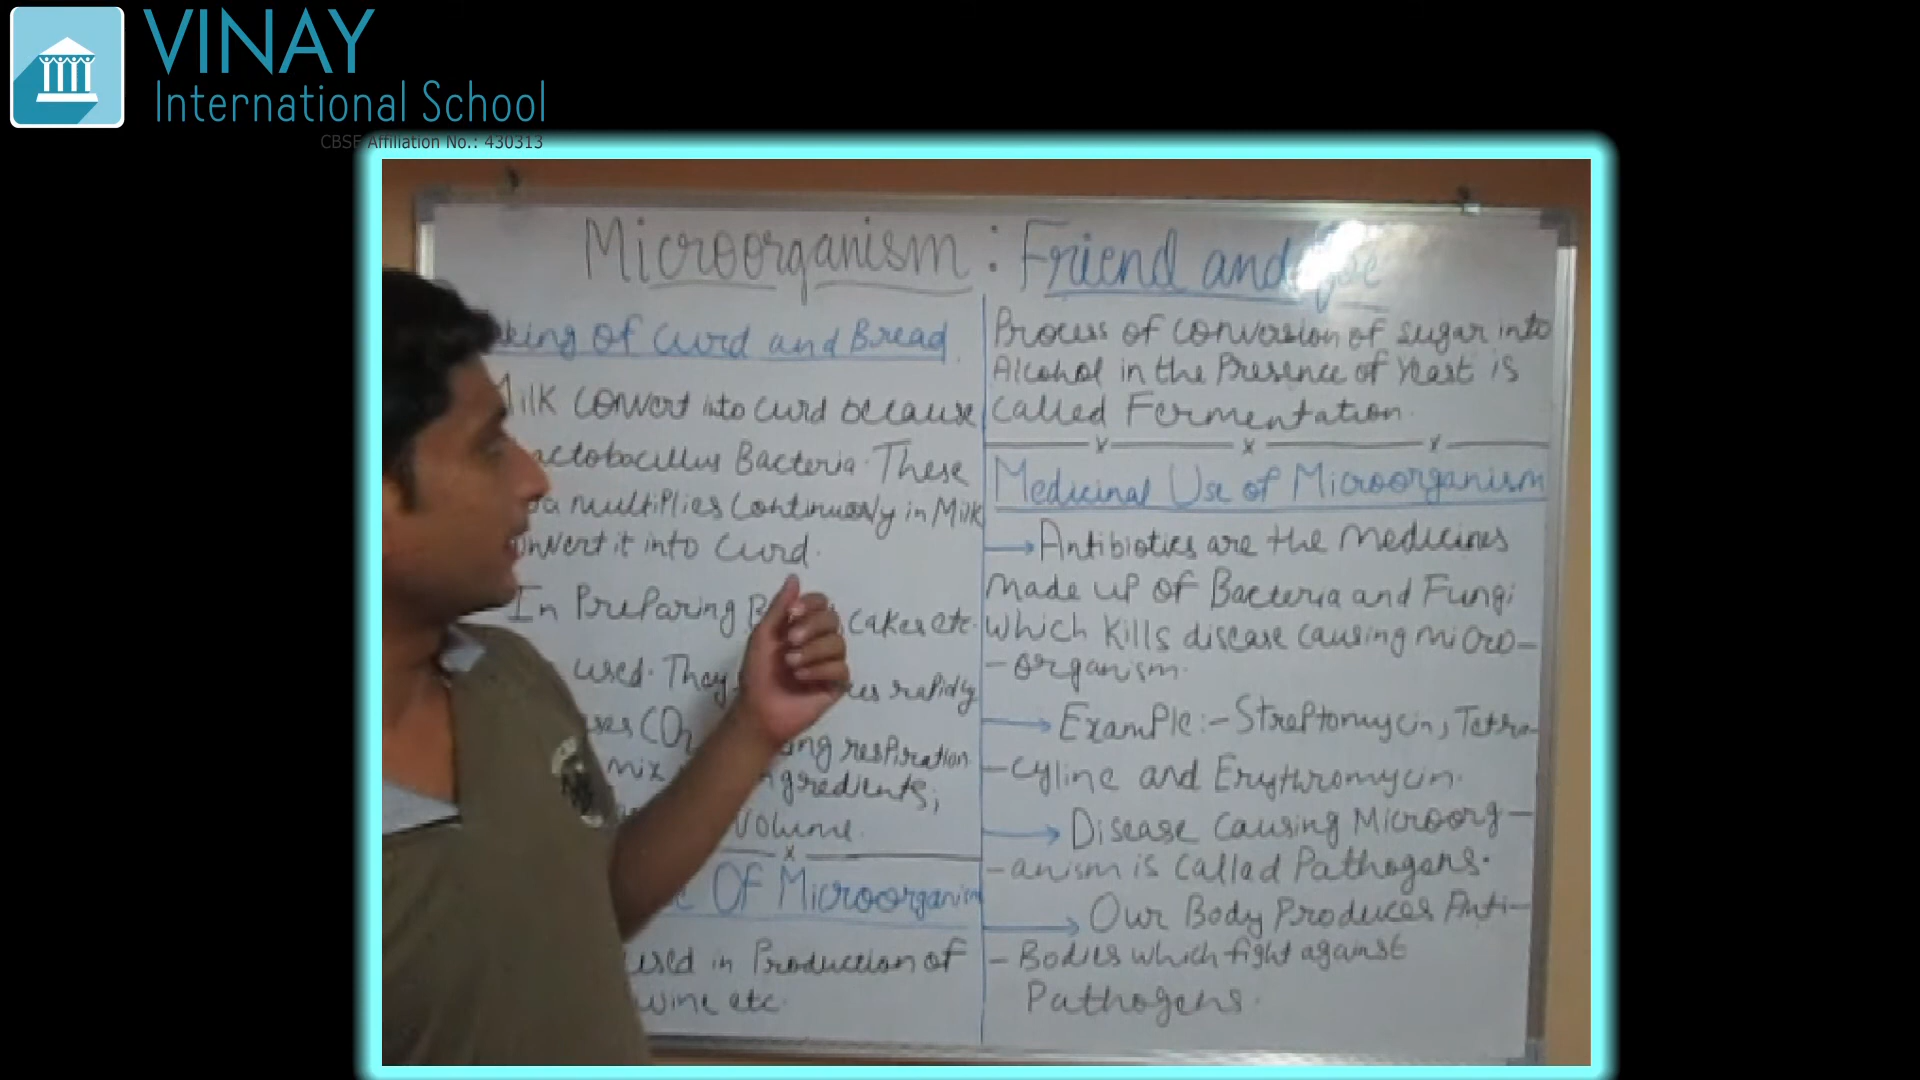 VINAY
International School
CBSE Affiliation No.: 430313
Microorganism : Friend and Foe
king of Curd and Bread
Milk convert into curd because
actobacillus Bacteria. These
multiplies continuously in Milk
convert it into Curd.
In Preparing cakes etc.
used. They rapidly
CO2 respiration
mix ingredients,
Volume.
x
OF Microorganism
used in Production of
wine etc.
Process of conversion of sugar into
Alcohol in the Presence of Yeast is
called Fermentation.
x x x
Medicinal Use of Microorganism
→ Antibiotics are the medicines
made up of Bacteria and Fungi
which kills disease causing micro-
-organism.
→ Example:- Streptomycin, Tetra-
-cyline and Erythromycin.
→ Disease causing Microorg-
-anism is called Pathogens.
→ Our Body Produces Anti-
-Bodies which fight against
Pathogens.